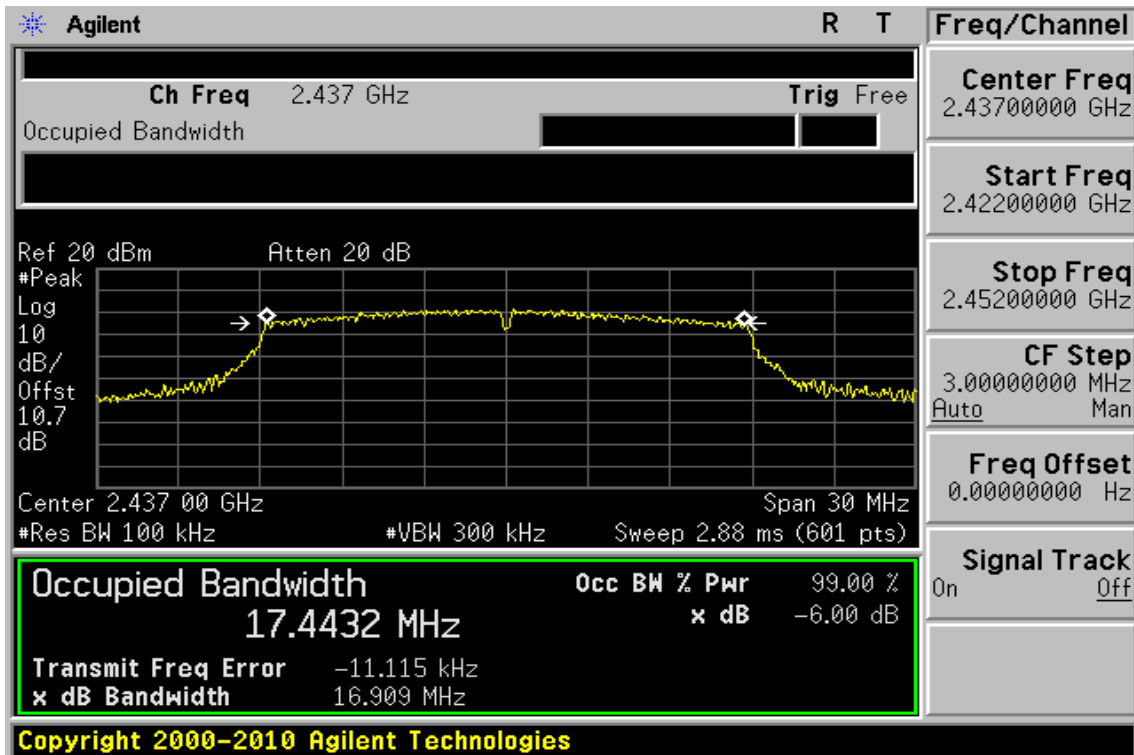 Agilent R T Freq/Channel
Ch Freq 2.437 GHz Trig Free
Occupied Bandwidth
Center Freq
2.43700000 GHz
Start Freq
2.42200000 GHz
Stop Freq
2.45200000 GHz
CF Step
3.00000000 MHz
Auto Man
Freq Offset
0.00000000 Hz
Signal Track
On Off
Ref 20 dBm Atten 20 dB
#Peak
Log
10
dB/
Offst
10.7
dB
Center 2.437 00 GHz Span 30 MHz
#Res BW 100 kHz #VBW 300 kHz Sweep 2.88 ms (601 pts)
Occupied Bandwidth
17.4432 MHz
Occ BW % Pwr 99.00 %
x dB -6.00 dB
Transmit Freq Error -11.115 kHz
x dB Bandwidth 16.909 MHz
Copyright 2000-2010 Agilent Technologies